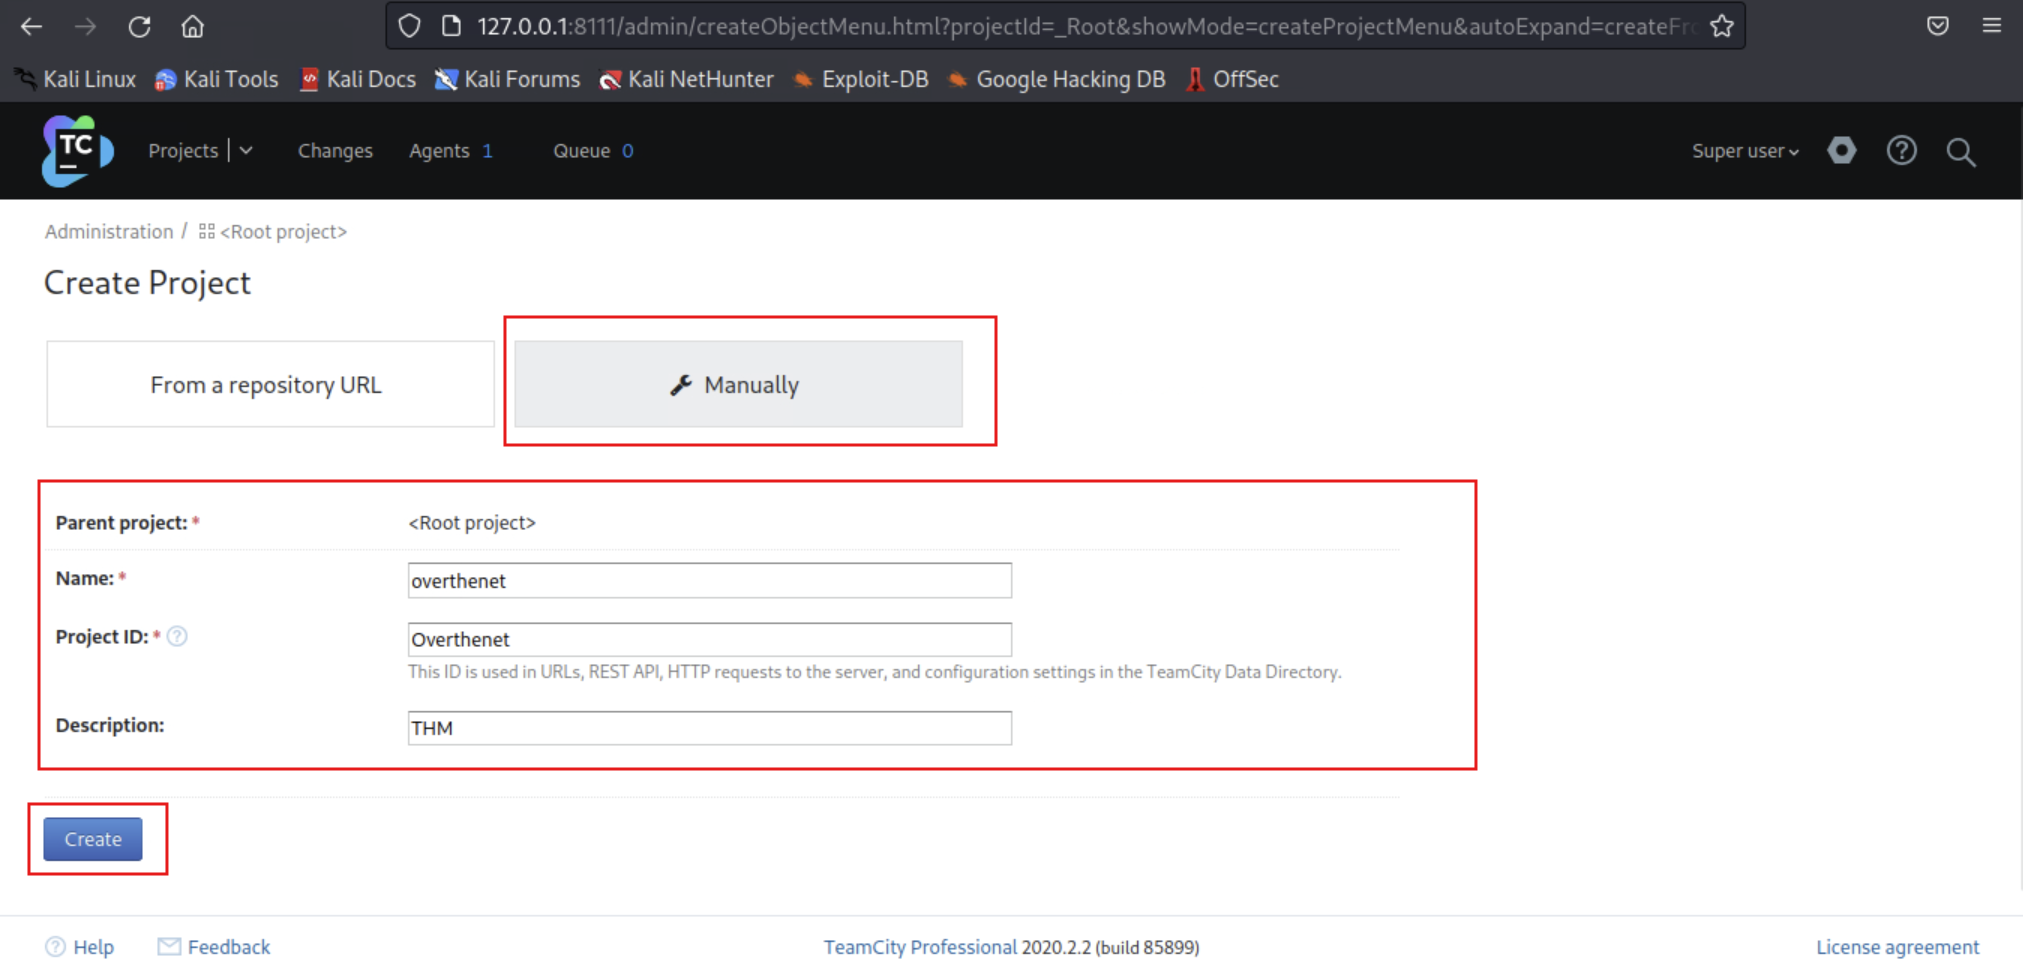 127.0.0.1:8111/admin/createObjectMenu.html?projectId=_Root&showMode=createProjectMenu&autoExpand=createFro
Kali Linux Kali Tools Kali Docs Kali Forums Kali NetHunter Exploit-DB Google Hacking DB OffSec
TC Projects Changes Agents 1 Queue 0 Super user
Administration / <Root project>
Create Project
From a repository URL Manually
Parent project: * <Root project>
Name: * overthenet
Project ID: * Overthenet
This ID is used in URLs, REST API, HTTP requests to the server, and configuration settings in the TeamCity Data Directory.
Description: THM
Create
Help Feedback TeamCity Professional 2020.2.2 (build 85899) License agreement